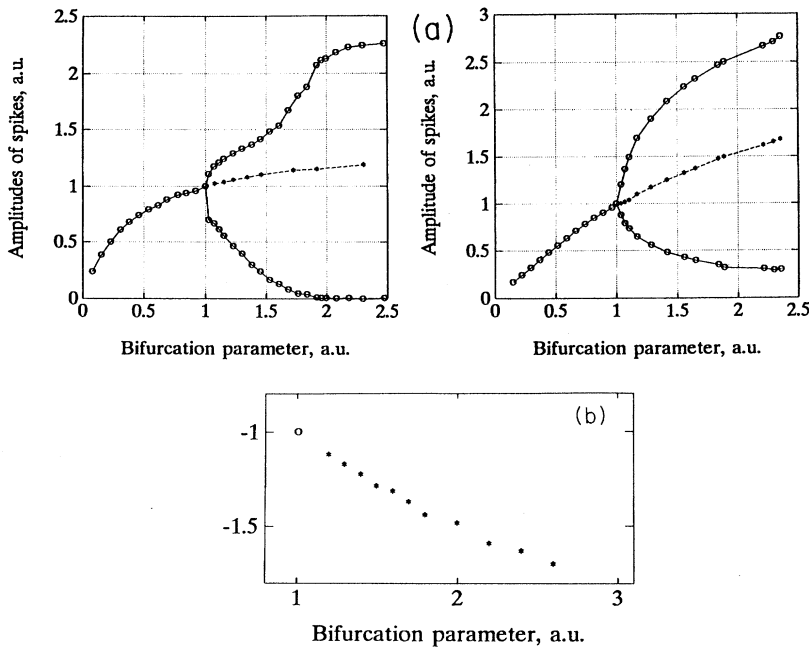 (a)
Amplitudes of spikes, a.u.
2.5
2
1.5
1
0.5
0
0 0.5 1 1.5 2 2.5
Bifurcation parameter, a.u.
Amplitude of spikes, a.u.
3
2.5
2
1.5
1
0.5
0
0 0.5 1 1.5 2 2.5
Bifurcation parameter, a.u.
(b)
-1
-1.5
1 2 3
Bifurcation parameter, a.u.